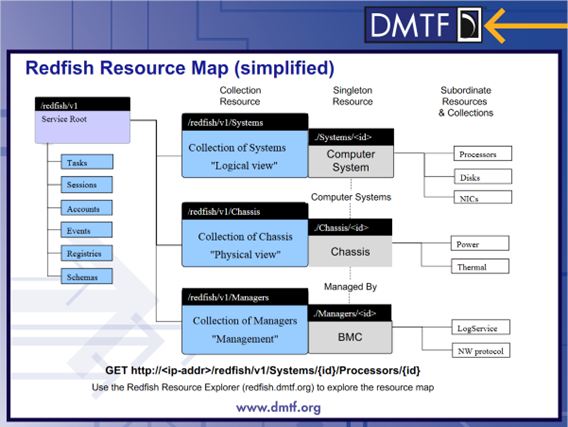 DMTF
Redfish Resource Map (simplified)
Collection
Resource
Singleton
Resource
Subordinate
Resources
& Collections
/redfish/v1
Service Root
Tasks
Sessions
Accounts
Events
Registries
Schemas
/redfish/v1/Systems
Collection of Systems
"Logical view"
./Systems/<id>
Computer
System
Processors
Disks
NICs
Computer Systems
/redfish/v1/Chassis
Collection of Chassis
"Physical view"
./Chassis/<id>
Chassis
Power
Thermal
Managed By
/redfish/v1/Managers
Collection of Managers
"Management"
./Managers/<id>
BMC
LogService
NW protocol
GET http://<ip-addr>/redfish/v1/Systems/{id}/Processors/{id}
Use the Redfish Resource Explorer (redfish.dmtf.org) to explore the resource map
www.dmtf.org